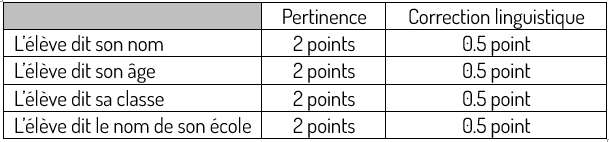 Pertinence Correction linguistique
L'élève dit son nom 2 points 0.5 point
L'élève dit son âge 2 points 0.5 point
L'élève dit sa classe 2 points 0.5 point
L'élève dit le nom de son école 2 points 0.5 point